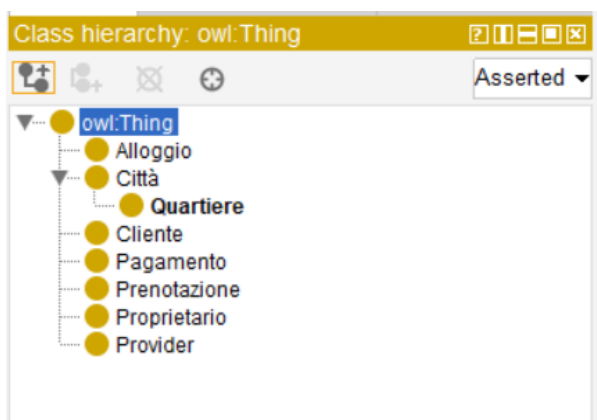 Class hierarchy: owl:Thing
Asserted
owl:Thing
Alloggio
Città
Quartiere
Cliente
Pagamento
Prenotazione
Proprietario
Provider